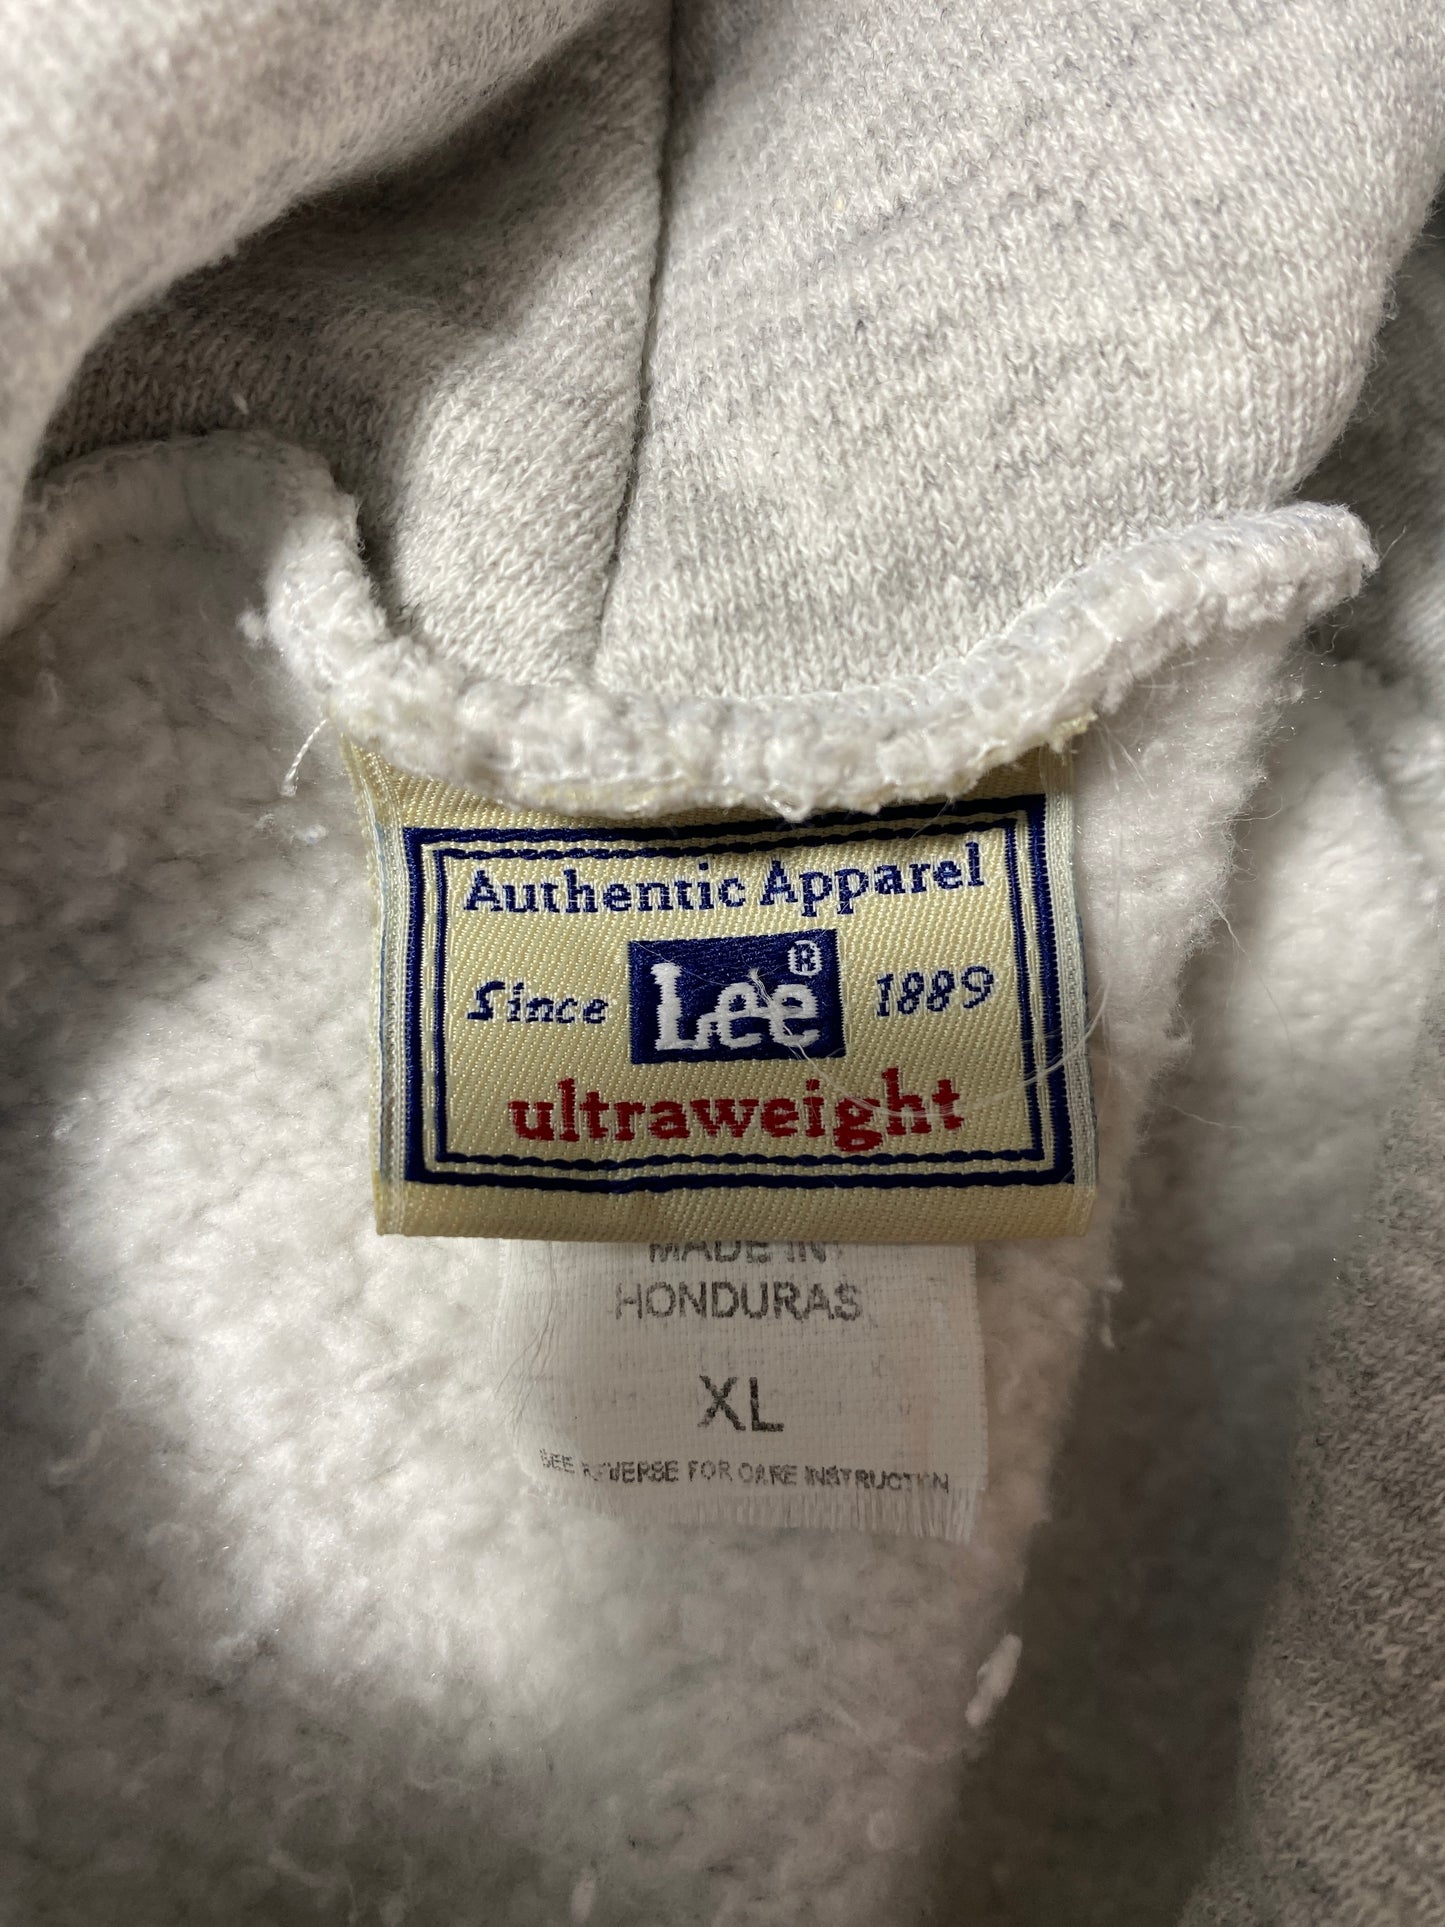 Authentic Apparel
Since Lee® 1889
ultraweight
MADE IN
HONDURAS
XL
SEE REVERSE FOR CARE INSTRUCTION